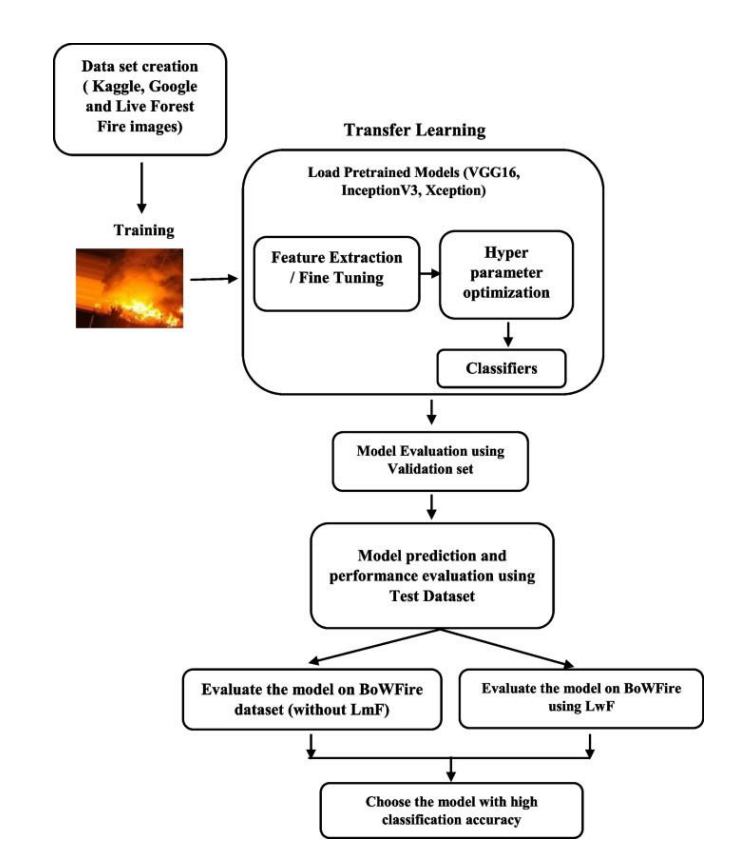 Data set creation
( Kaggle, Google
and Live Forest
Fire images)
Training
Transfer Learning
Load Pretrained Models (VGG16,
InceptionV3, Xception)
Feature Extraction
/ Fine Tuning
Hyper
parameter
optimization
Classifiers
Model Evaluation using
Validation set
Model prediction and
performance evaluation using
Test Dataset
Evaluate the model on BoWFire
dataset (without LmF)
Evaluate the model on BoWFire
using LwF
Choose the model with high
classification accuracy